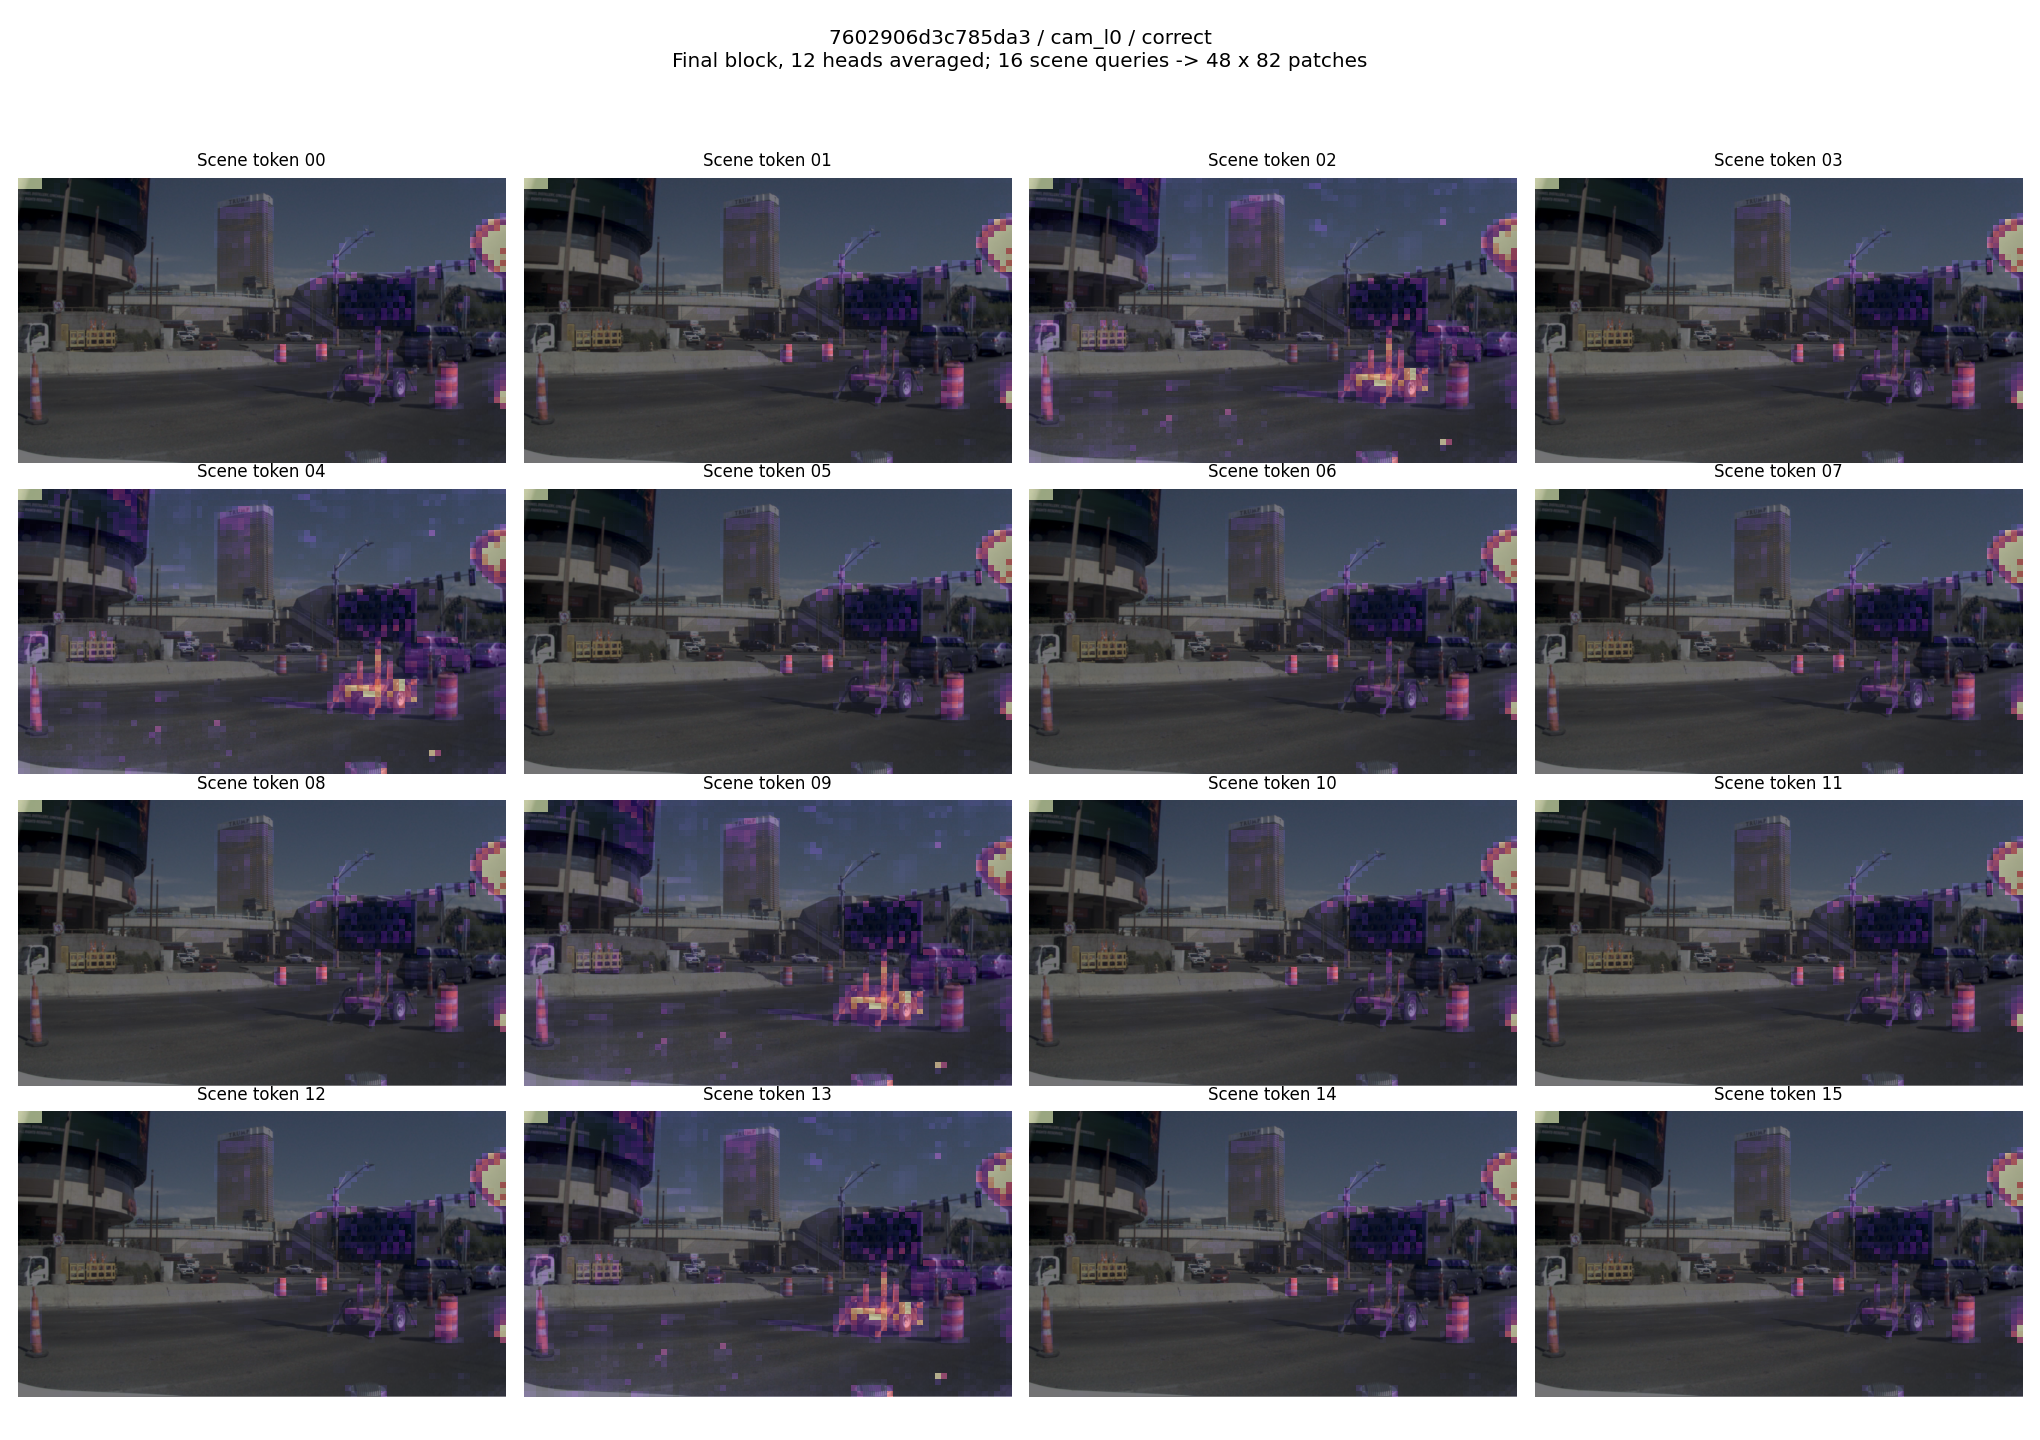 7602906d3c785da3 / cam_l0 / correct
Final block, 12 heads averaged; 16 scene queries -> 48 x 82 patches
Scene token 00
Scene token 01
Scene token 02
Scene token 03
Scene token 04
Scene token 05
Scene token 06
Scene token 07
Scene token 08
Scene token 09
Scene token 10
Scene token 11
Scene token 12
Scene token 13
Scene token 14
Scene token 15